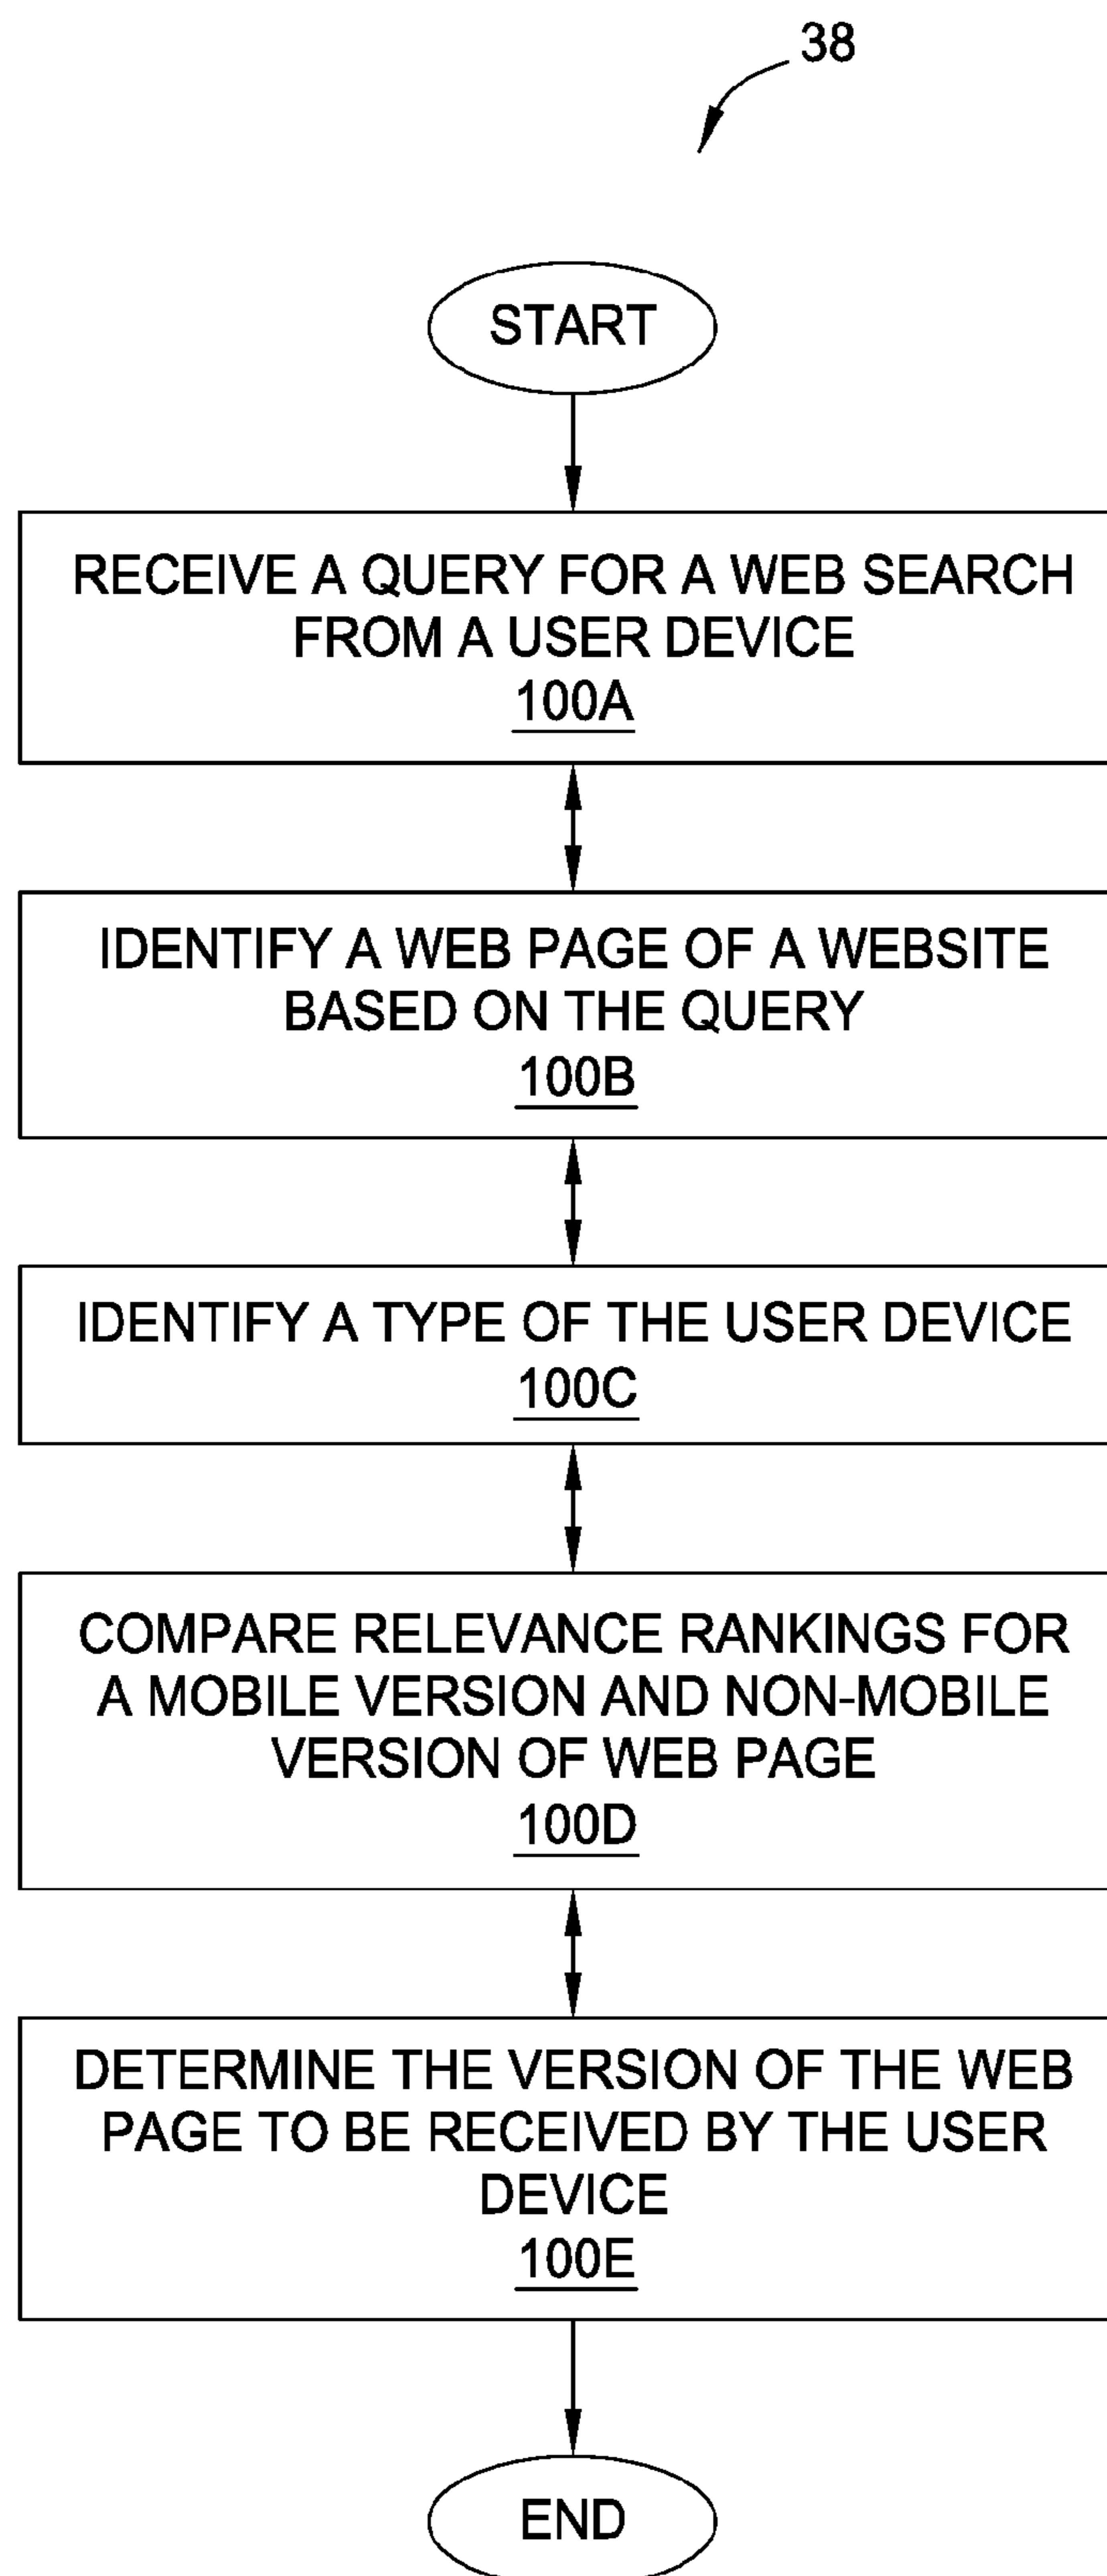 38
START
RECEIVE A QUERY FOR A WEB SEARCH
FROM A USER DEVICE
100A
IDENTIFY A WEB PAGE OF A WEBSITE
BASED ON THE QUERY
100B
IDENTIFY A TYPE OF THE USER DEVICE
100C
COMPARE RELEVANCE RANKINGS FOR
A MOBILE VERSION AND NON-MOBILE
VERSION OF WEB PAGE
100D
DETERMINE THE VERSION OF THE WEB
PAGE TO BE RECEIVED BY THE USER
DEVICE
100E
END